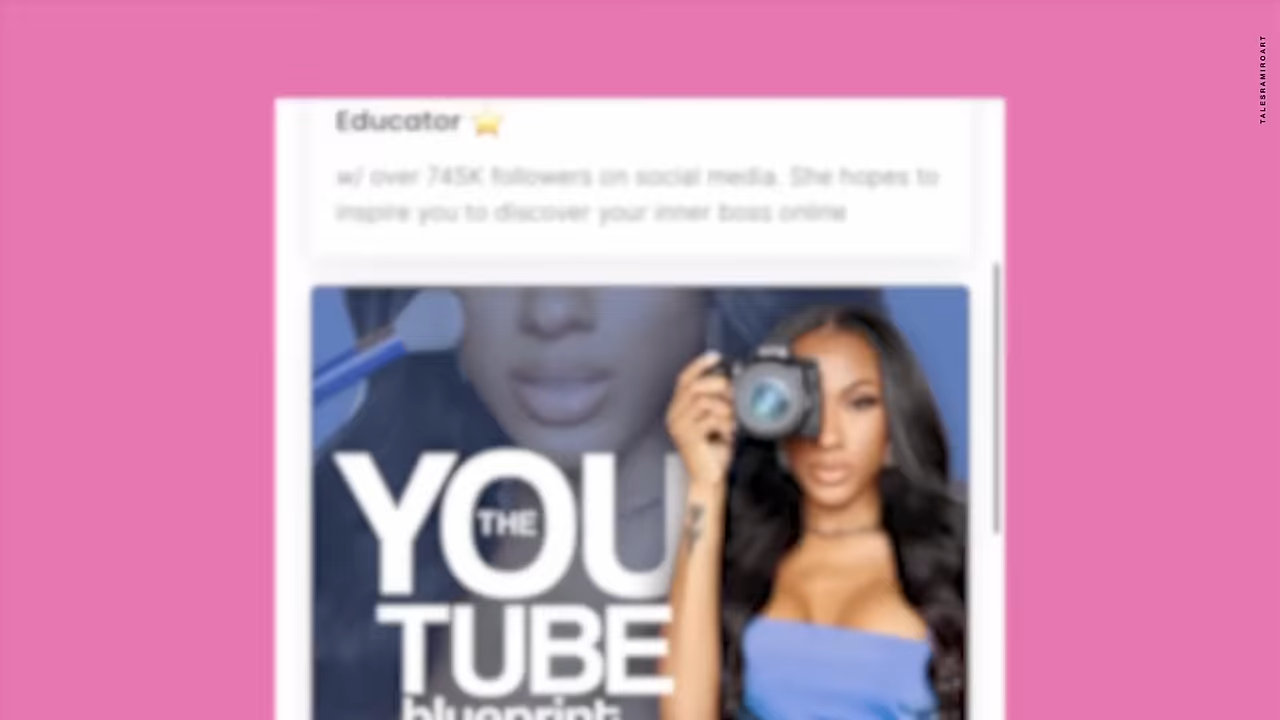 Educator ⭐
w/ over 745K followers on social media. She hopes to
inspire you to discover your inner boss online
YOU
THE
TUBE
blueprint
TALESRAMIROART